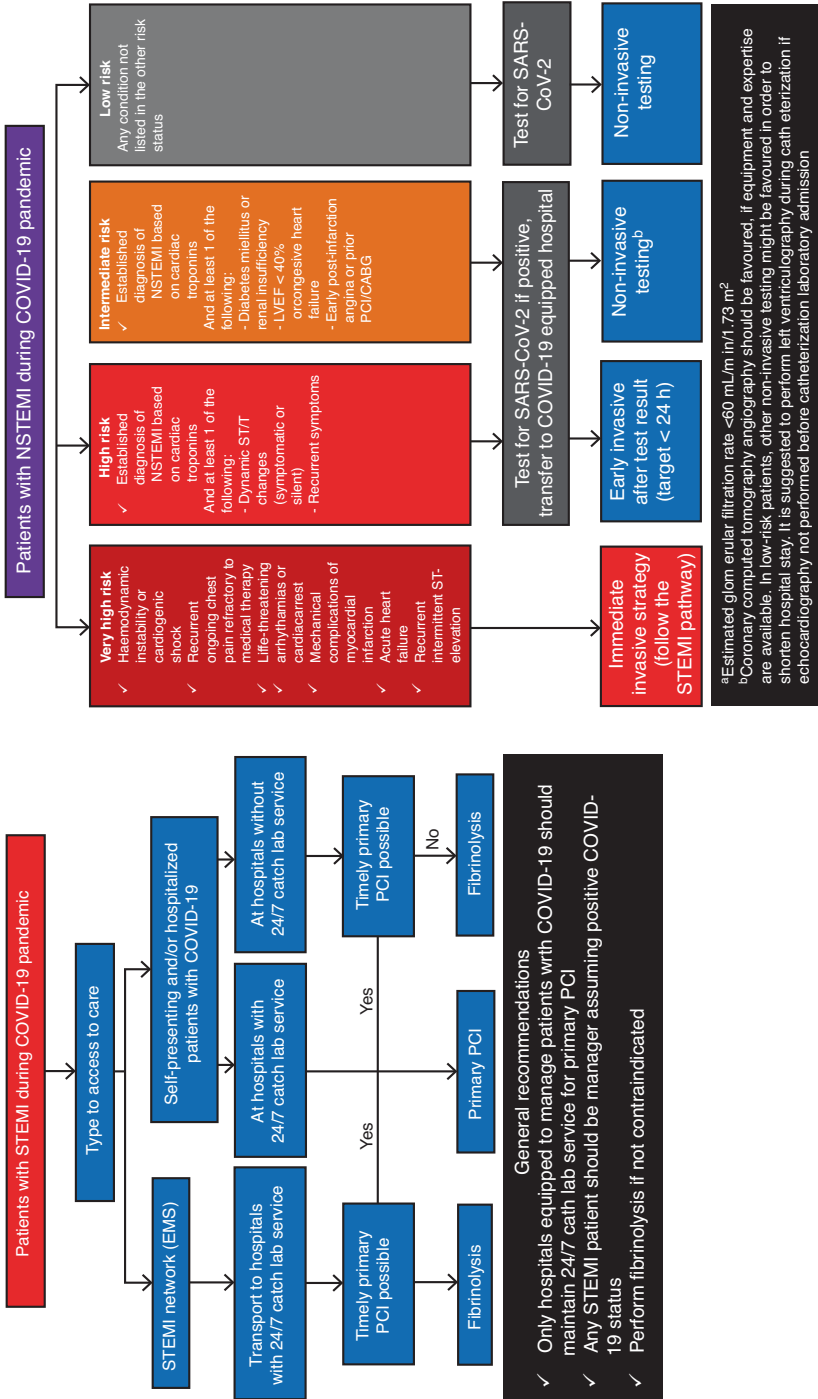 Patients with STEMI during COVID-19 pandemic
Type to access to care
STEMI network (EMS)
Self-presenting and/or hospitalized
patients with COVID-19
Transport to hospitals
with 24/7 catch lab service
At hospitals with
24/7 catch lab service
At hospitals without
24/7 catch lab service
Timely primary
PCI possible
Yes
Yes
Timely primary
PCI possible
No
Fibrinolysis
Primary PCI
Fibrinolysis
General recommendations
✓ Only hospitals equipped to manage patients wrth COVID-19 should
maintain 24/7 cath lab service for primary PCI
✓ Any STEMI patient should be manager assuming positive COVID-
19 status
✓ Perform fibrinolysis if not contraindicated
Patients with NSTEMI during COVID-19 pandemic
Very high risk
✓ Haemodynamic
instability or
cardiogenic
shock
✓ Recurrent
ongoing chest
pain refractory to
medical therapy
✓ Liffe-threatening
✓ arrhythmias or
cardiacarrest
✓ Mechanical
complications of
myocardial
infarction
✓ Acute heart
failure
✓ Recurrent
intermittent ST-
elevation
High risk
✓ Established
diagnosis of
NSTEMI based
on cardiac
troponins
And at least 1 of the
following:
- Dynamic ST/T
changes
(symptomatic or
silent)
- Recurrent symptoms
Intermediate risk
✓ Established
diagnosis of
NSTEMI based
on cardiac
troponins
And at least 1 of the
following:
- Diabetes miellitus or
renal insufficiency
- LVEF < 40%
orcongesive heart
failure
- Early post-infarction
angina or prior
PCI/CABG
Low risk
Any condition not
listed in the other risk
status
Test for SARS-CoV-2 if positive,
transfer to COVID-19 equipped hospital
Test for SARS-
CoV-2
Immediate
invasive strategy
(follow the
STEMI pathway)
Early invasive
after test result
(target < 24 h)
Non-invasive
testingᵇ
Non-invasive
testing
ᵃEstimated glom erular filtration rate <60 mL/m in/1.73 m²
ᵇCoronary computed tomography angiography should be favoured, if equipment and expertise
are available. In low-risk patients, other non-invasive testing might be favoured in order to
shorten hospital stay. It is suggested to perform left ventriculography during cath eterization if
echocardiography not performed before catheterization laboratory admission